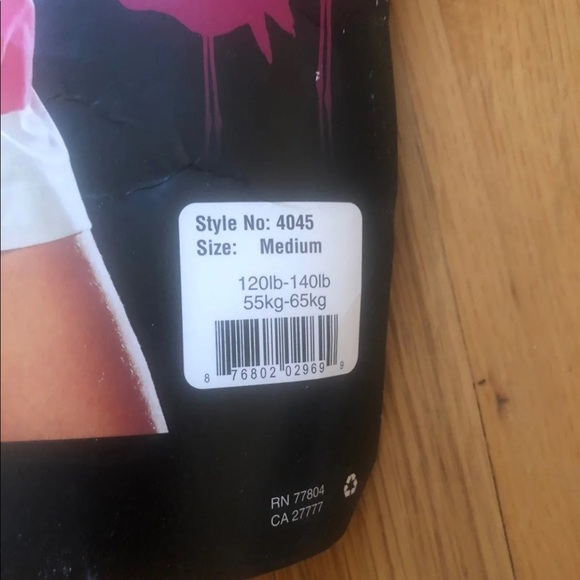 Style No: 4045
Size: Medium
120lb-140lb
55kg-65kg
8 76802 02969 9
RN 77804
CA 27777